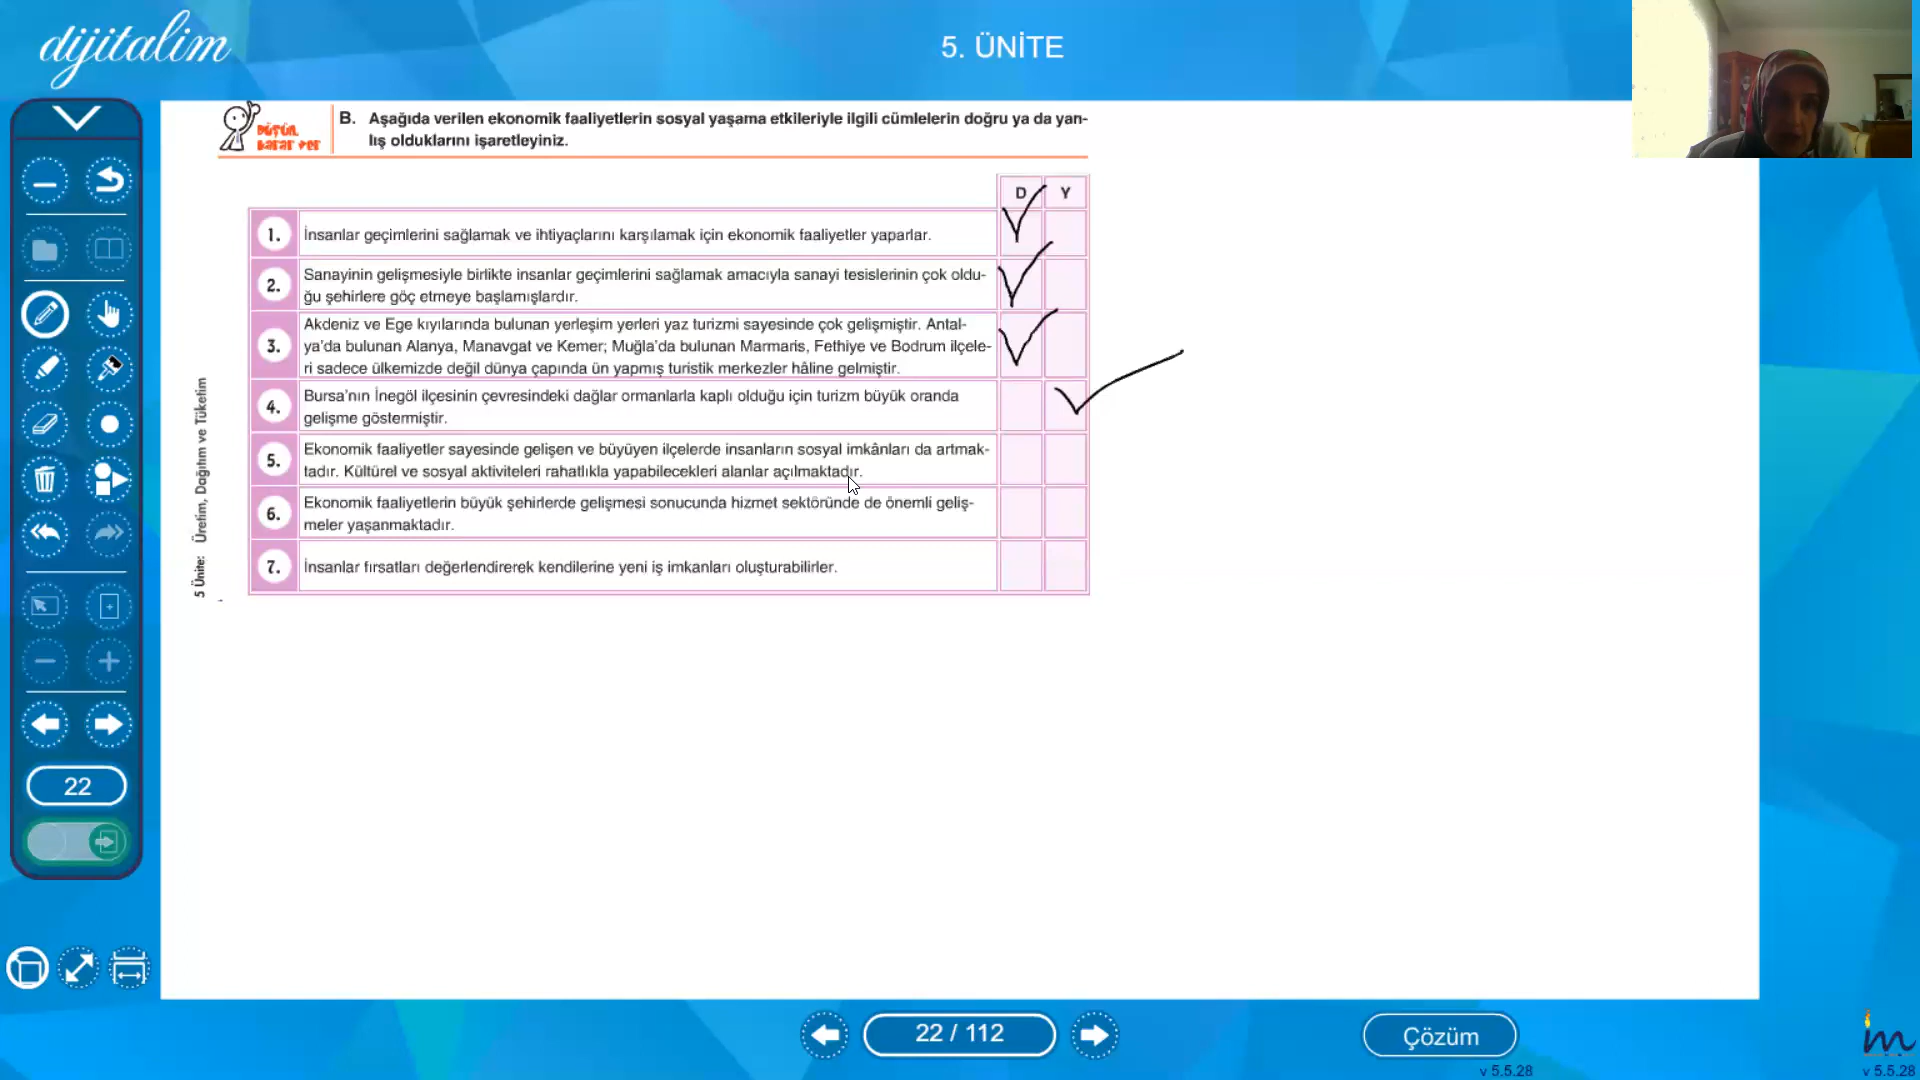 dijitalim
5. ÜNİTE
DÜŞÜN,
karar ver
B. Aşağıda verilen ekonomik faaliyetlerin sosyal yaşama etkileriyle ilgili cümlelerin doğru ya da yan-
lış olduklarını işaretleyiniz.
D Y
1. İnsanlar geçimlerini sağlamak ve ihtiyaçlarını karşılamak için ekonomik faaliyetler yaparlar.
2. Sanayinin gelişmesiyle birlikte insanlar geçimlerini sağlamak amacıyla sanayi tesislerinin çok oldu-
ğu şehirlere göç etmeye başlamışlardır.
3. Akdeniz ve Ege kıyılarında bulunan yerleşim yerleri yaz turizmi sayesinde çok gelişmiştir. Antal-
ya’da bulunan Alanya, Manavgat ve Kemer; Muğla’da bulunan Marmaris, Fethiye ve Bodrum ilçele-
ri sadece ülkemizde değil dünya çapında ün yapmış turistik merkezler hâline gelmiştir.
4. Bursa’nın İnegöl ilçesinin çevresindeki dağlar ormanlarla kaplı olduğu için turizm büyük oranda
gelişme göstermiştir.
5. Ekonomik faaliyetler sayesinde gelişen ve büyüyen ilçelerde insanların sosyal imkânları da artmak-
tadır. Kültürel ve sosyal aktiviteleri rahatlıkla yapabilecekleri alanlar açılmaktadır.
6. Ekonomik faaliyetlerin büyük şehirlerde gelişmesi sonucunda hizmet sektöründe de önemli geliş-
meler yaşanmaktadır.
7. İnsanlar fırsatları değerlendirerek kendilerine yeni iş imkanları oluşturabilirler.
5 Ünite: Üretim, Dağıtım ve Tüketim
22
22 / 112
Çözüm
v 5.5.28
im
v 5.5.28